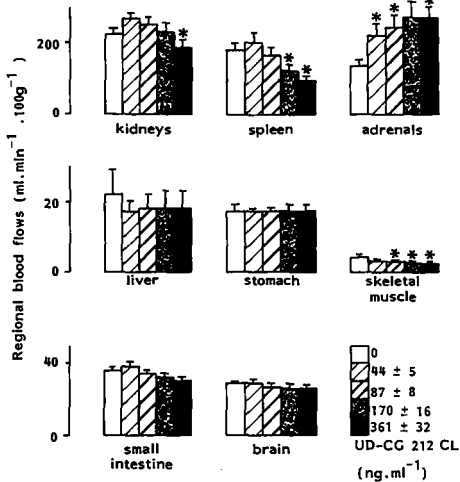 Regional blood flows (ml.min⁻¹ .100g⁻¹)
200
0
* * * * * * *
kidneys spleen adrenals
20
0
* * *
liver stomach skeletal
muscle
40
0
small brain
intestine
0
44 ± 5
87 ± 8
170 ± 16
361 ± 32
UD-CG 212 CL
(ng.ml⁻¹)